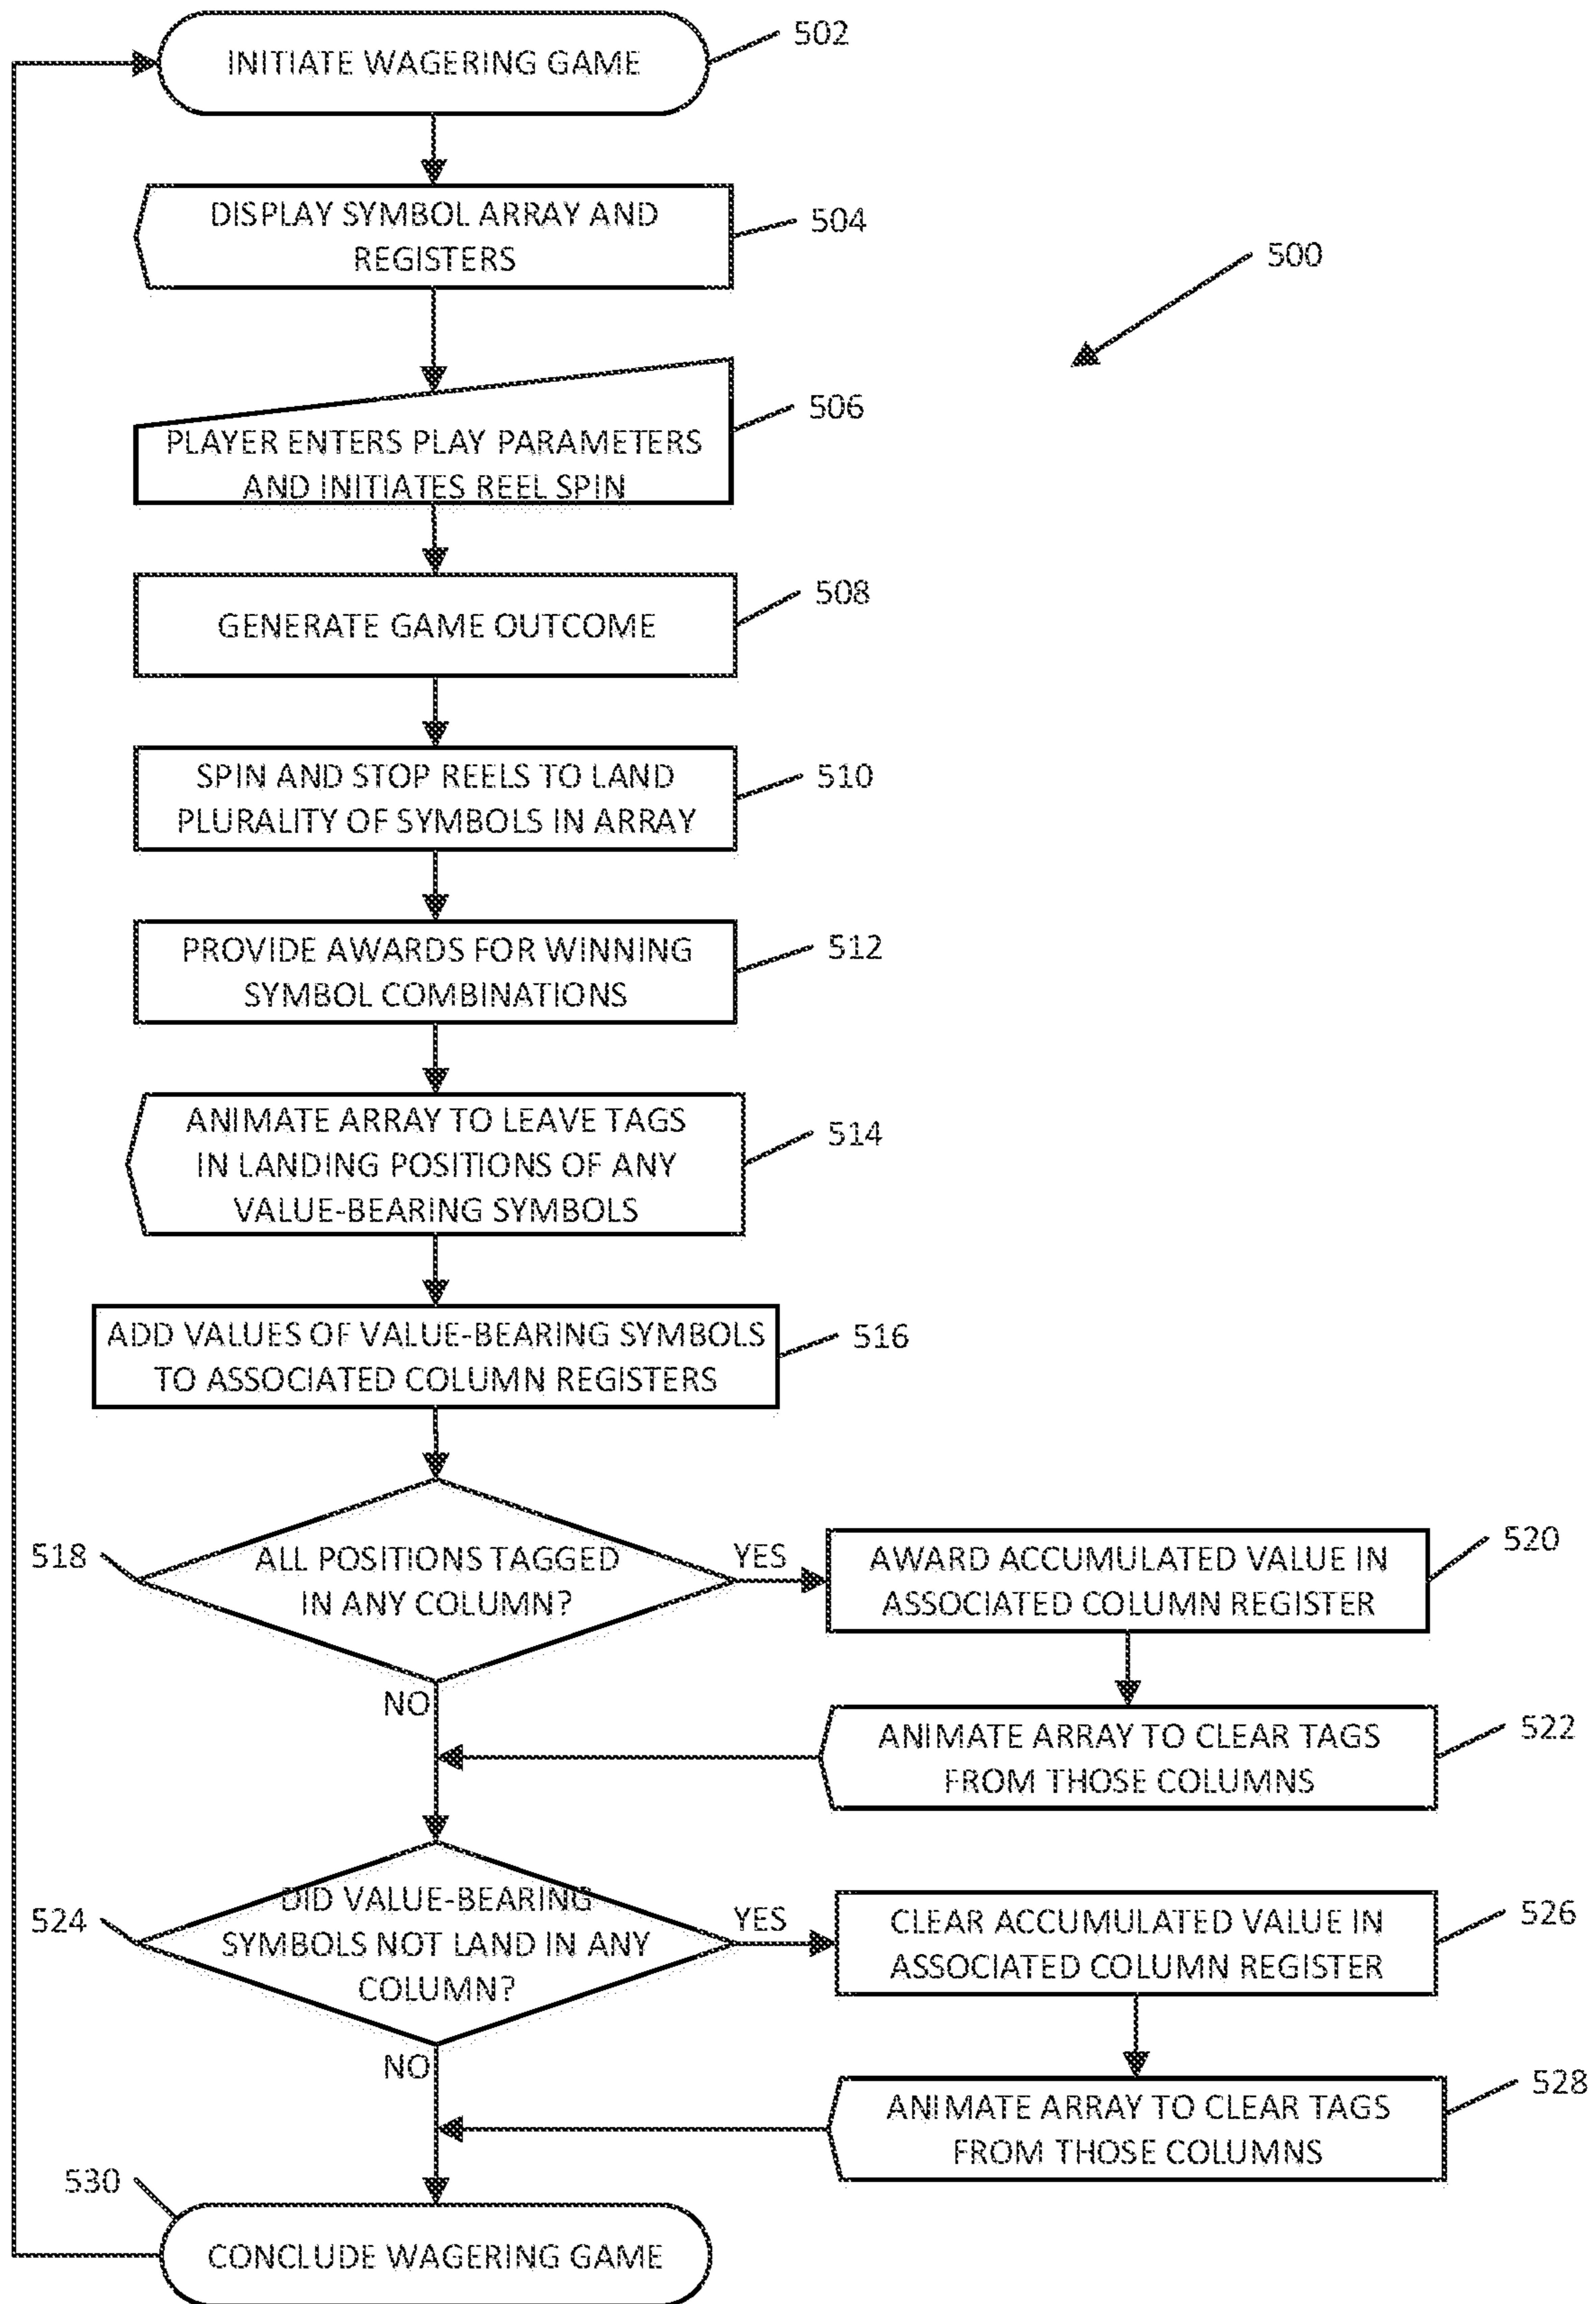 INITIATE WAGERING GAME
502
DISPLAY SYMBOL ARRAY AND
REGISTERS
504
500
PLAYER ENTERS PLAY PARAMETERS
AND INITIATES REEL SPIN
506
GENERATE GAME OUTCOME
508
SPIN AND STOP REELS TO LAND
PLURALITY OF SYMBOLS IN ARRAY
510
PROVIDE AWARDS FOR WINNING
SYMBOL COMBINATIONS
512
ANIMATE ARRAY TO LEAVE TAGS
IN LANDING POSITIONS OF ANY
VALUE-BEARING SYMBOLS
514
ADD VALUES OF VALUE-BEARING SYMBOLS
TO ASSOCIATED COLUMN REGISTERS
516
518
ALL POSITIONS TAGGED
IN ANY COLUMN?
YES
NO
AWARD ACCUMULATED VALUE IN
ASSOCIATED COLUMN REGISTER
520
ANIMATE ARRAY TO CLEAR TAGS
FROM THOSE COLUMNS
522
524
DID VALUE-BEARING
SYMBOLS NOT LAND IN ANY
COLUMN?
YES
NO
CLEAR ACCUMULATED VALUE IN
ASSOCIATED COLUMN REGISTER
526
ANIMATE ARRAY TO CLEAR TAGS
FROM THOSE COLUMNS
528
530
CONCLUDE WAGERING GAME